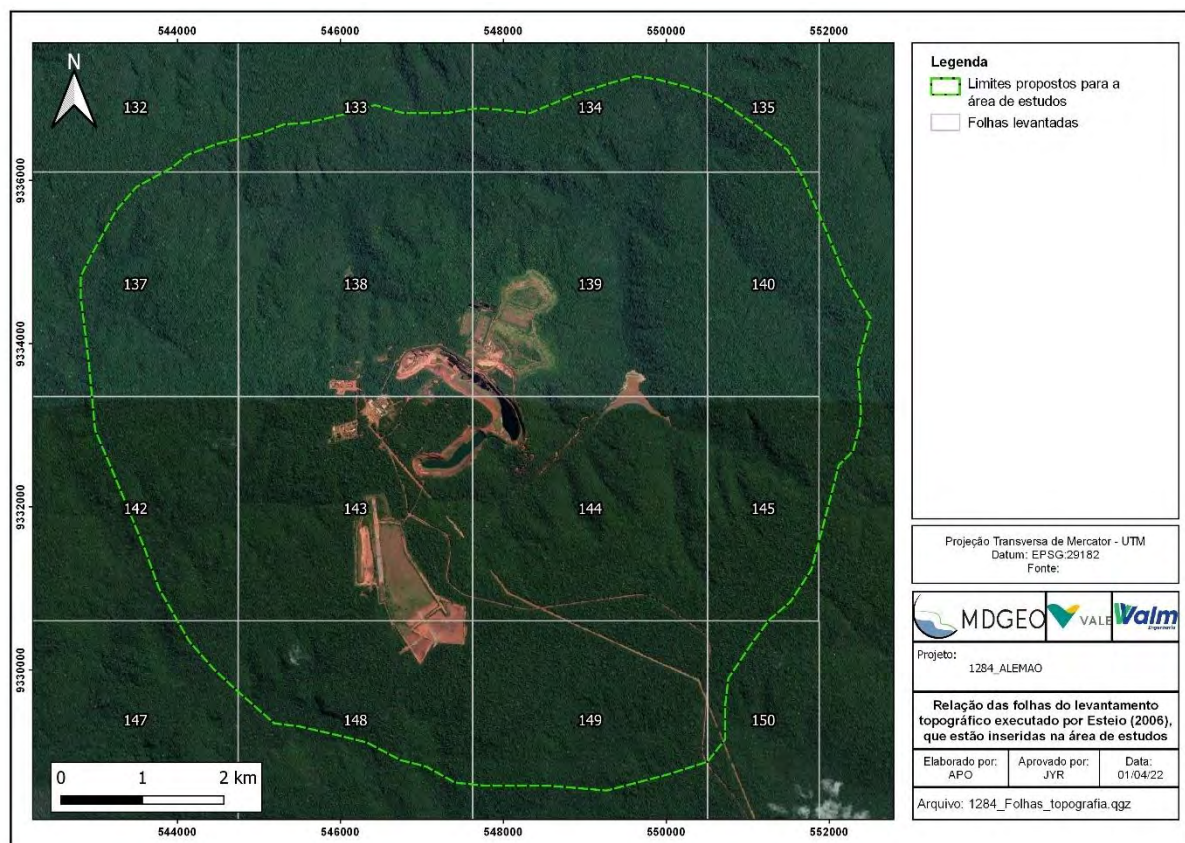 544000 546000 548000 550000 552000
N
132 133 134 135
137 138 139 140
142 143 144 145
147 148 149 150
9336000
9334000
9332000
9330000
0 1 2 km
544000 546000 548000 550000 552000
Legenda
Limites propostos para a
área de estudos
Folhas levantadas
Projeção Transversa de Mercator - UTM
Datum: EPSG:29182
Fonte:
MDGEO VALE Walm
Engenharia
Projeto:
1284_ALEMAO
Relação das folhas do levantamento
topográfico executado por Esteio (2006),
que estão inseridas na área de estudos
Elaborado por: Aprovado por: Data:
APO JYR 01/04/22
Arquivo: 1284_Folhas_topografia.qgz